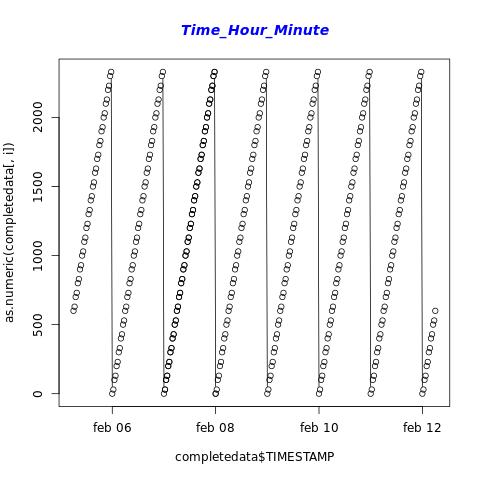 Time_Hour_Minute
as.numeric(completedata[, i])
2000
1500
1000
500
0
feb 06
feb 08
feb 10
feb 12
completedata$TIMESTAMP